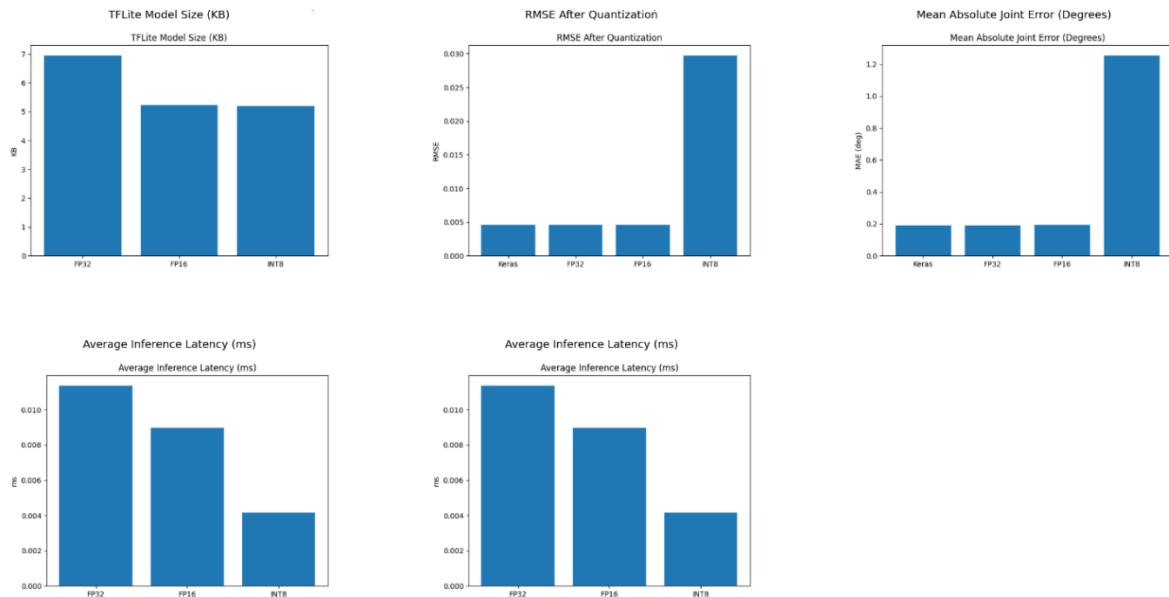 TFLite Model Size (KB)
TFLite Model Size (KB)
7
6
5
4
3
2
1
0
KB
FP32 FP16 INT8
RMSE After Quantization
RMSE After Quantization
0.030
0.025
0.020
0.015
0.010
0.005
0.000
RMSE
Keras FP32 FP16 INT8
Mean Absolute Joint Error (Degrees)
Mean Absolute Joint Error (Degrees)
1.2
1.0
0.8
0.6
0.4
0.2
0.0
MAE (deg)
Keras FP32 FP16 INT8
Average Inference Latency (ms)
Average Inference Latency (ms)
0.010
0.008
0.006
0.004
0.002
0.000
ms
FP32 FP16 INT8
Average Inference Latency (ms)
Average Inference Latency (ms)
0.010
0.008
0.006
0.004
0.002
0.000
ms
FP32 FP16 INT8